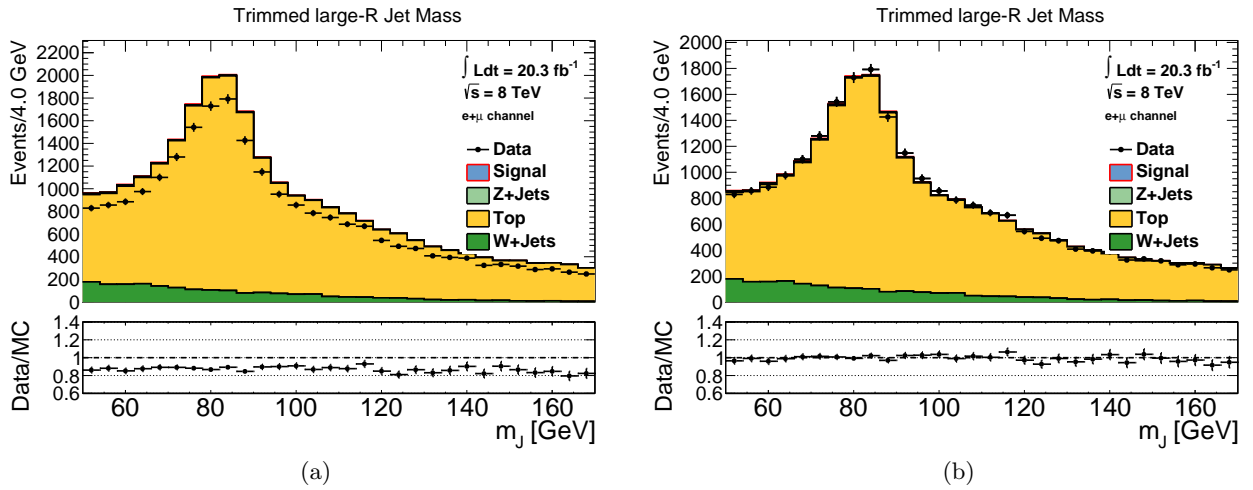 Trimmed large-R Jet Mass
Events/4.0 GeV
2200
2000
1800
1600
1400
1200
1000
800
600
400
200
0
∫ Ldt = 20.3 fb⁻¹
√s = 8 TeV
e+μ channel
Data
Signal
Z+Jets
Top
W+Jets
Data/MC
1.4
1.2
1
0.8
0.6
60 80 100 120 140 160
m_J [GeV]
(a)
Trimmed large-R Jet Mass
Events/4.0 GeV
2000
1800
1600
1400
1200
1000
800
600
400
200
0
∫ Ldt = 20.3 fb⁻¹
√s = 8 TeV
e+μ channel
Data
Signal
Z+Jets
Top
W+Jets
Data/MC
1.4
1.2
1
0.8
0.6
60 80 100 120 140 160
m_J [GeV]
(b)